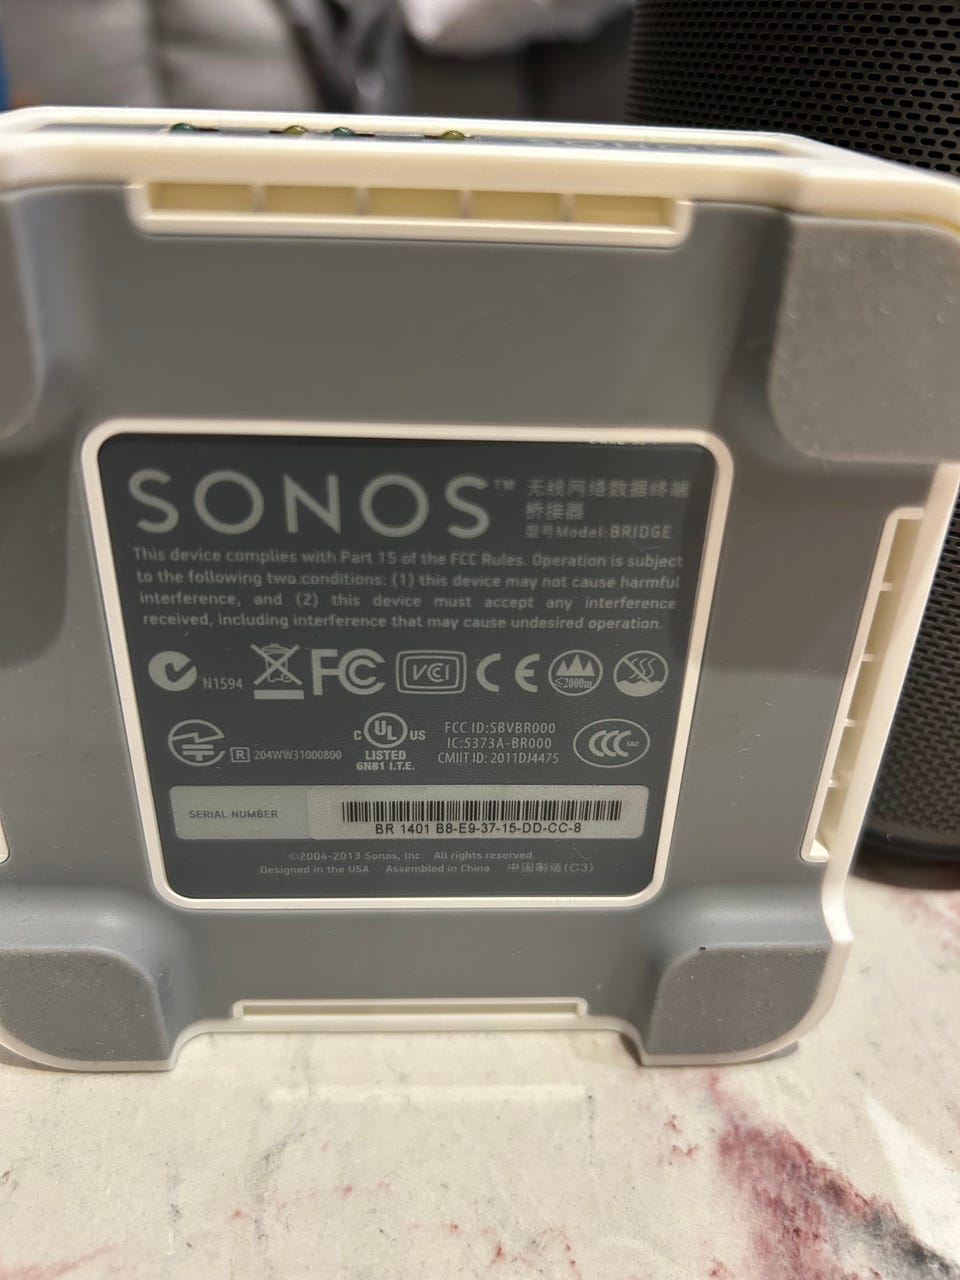 SONOS™
无线网络数据终端
桥接器
型号Model:BRIDGE
This device complies with Part 15 of the FCC Rules. Operation is subject
to the following two conditions: (1) this device may not cause harmful
interference, and (2) this device must accept any interference
received, including interference that may cause undesired operation.
N1594
FC
VCI
CE
≤2000m
R 204WW31000800
C UL US
LISTED
6N81 I.T.E.
FCC ID:SBVBR000
IC:5373A-BR000
CMIIT ID: 2011DJ4475
CCC S&E
SERIAL NUMBER
BR 1401 B8-E9-37-15-DD-CC-8
©2004-2013 Sonos, Inc. All rights reserved.
Designed in the USA Assembled in China 中国制造(C3)